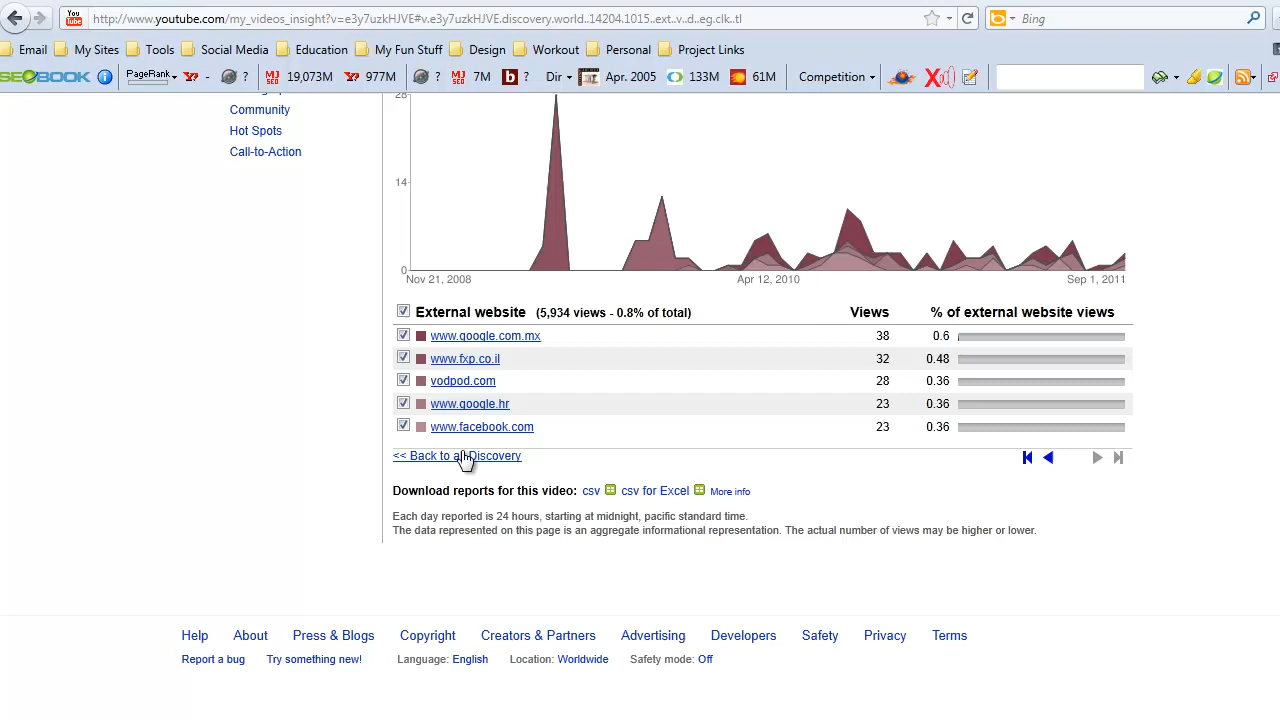 http://www.youtube.com/my_videos_insight?v=e3y7uzkHJVE#v.e3y7uzkHJVE.discovery.world..14204.1015..ext..v..d..eg.clk..tl
Bing
Email My Sites Tools Social Media Education My Fun Stuff Design Workout Personal Project Links
SEOBOOK PageRank - ? 19,073M 977M ? 7M ? Dir Apr. 2005 133M 61M Competition
Community
Hot Spots
Call-to-Action
28
14
0
Nov 21, 2008 Apr 12, 2010 Sep 1, 2011
External website (5,934 views - 0.8% of total) Views % of external website views
www.google.com.mx 38 0.6
www.fxp.co.il 32 0.48
vodpod.com 28 0.36
www.google.hr 23 0.36
www.facebook.com 23 0.36
<< Back to all Discovery
Download reports for this video: csv csv for Excel More info
Each day reported is 24 hours, starting at midnight, pacific standard time.
The data represented on this page is an aggregate informational representation. The actual number of views may be higher or lower.
Help About Press & Blogs Copyright Creators & Partners Advertising Developers Safety Privacy Terms
Report a bug Try something new! Language: English Location: Worldwide Safety mode: Off